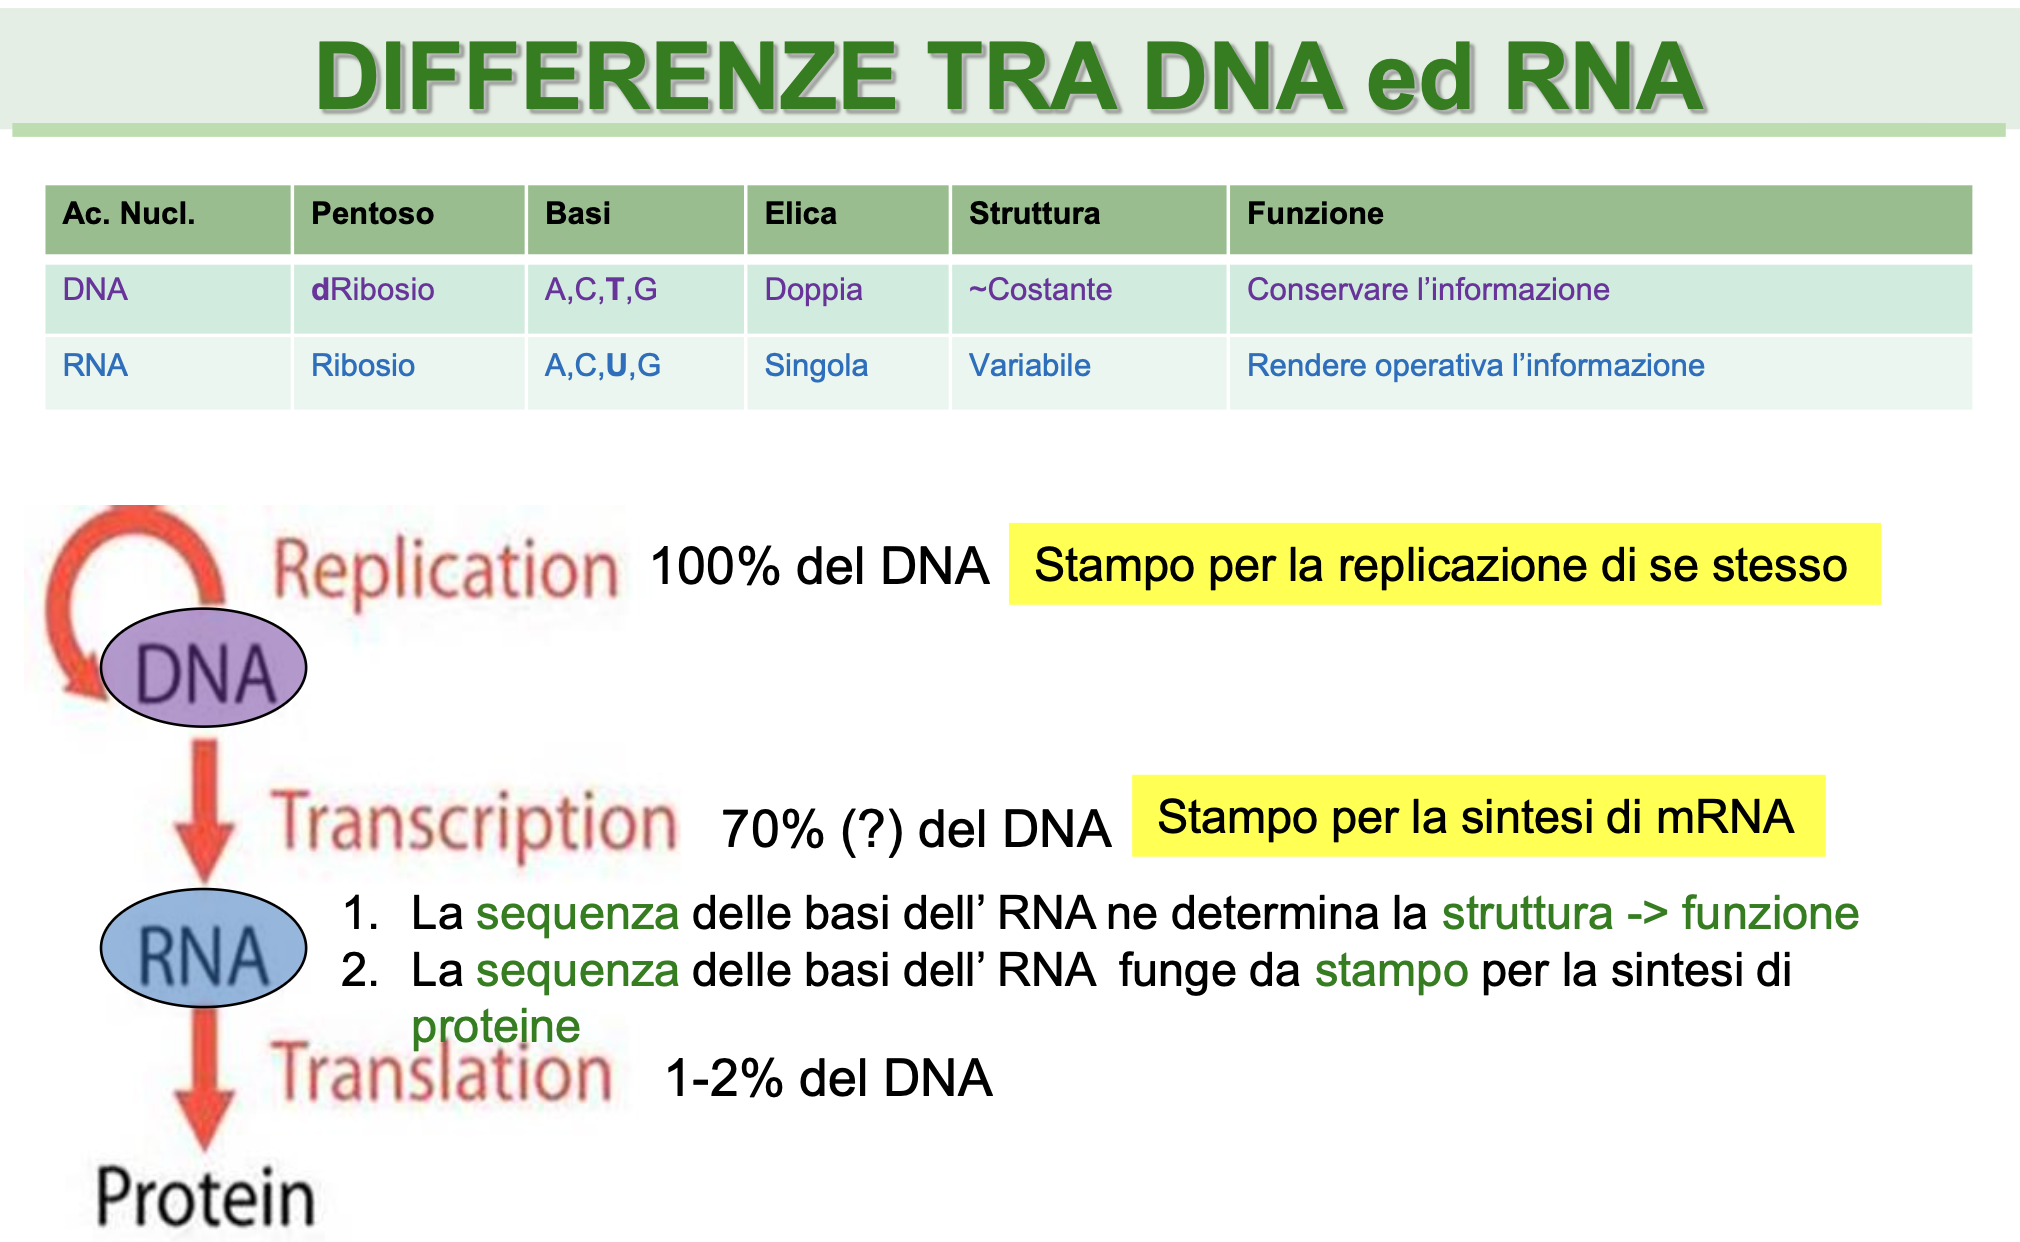 DIFFERENZE TRA DNA ed RNA
Ac. Nucl. Pentoso Basi Elica Struttura Funzione
DNA dRibosio A,C,T,G Doppia ~Costante Conservare l’informazione
RNA Ribosio A,C,U,G Singola Variabile Rendere operativa l’informazione
Replication 100% del DNA Stampo per la replicazione di se stesso
DNA
Transcription 70% (?) del DNA Stampo per la sintesi di mRNA
RNA
1. La sequenza delle basi dell’ RNA ne determina la struttura -> funzione
2. La sequenza delle basi dell’ RNA funge da stampo per la sintesi di
proteine
Translation 1-2% del DNA
Protein